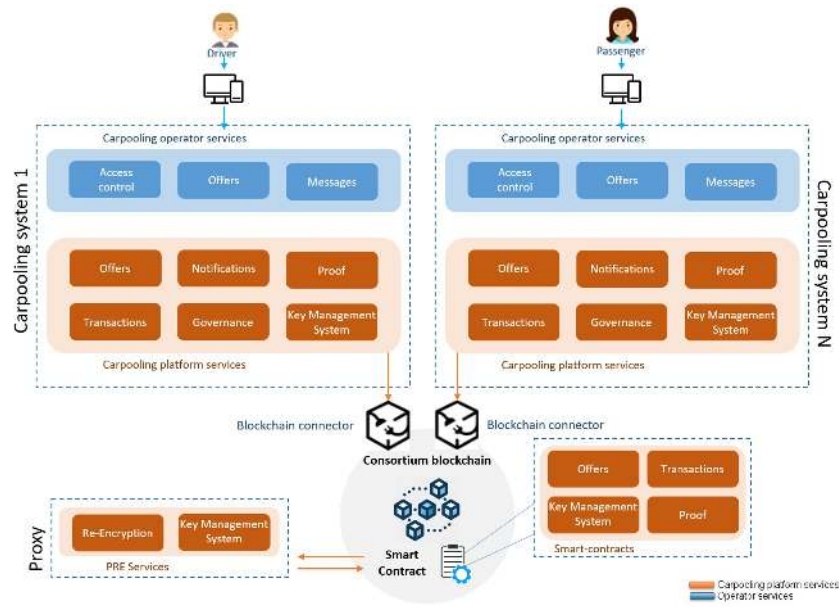 Driver
Passenger
Carpooling system 1
Carpooling operator services
Access
control
Offers
Messages
Offers
Notifications
Proof
Transactions
Governance
Key Management
System
Carpooling platform services
Carpooling operator services
Access
control
Offers
Messages
Offers
Notifications
Proof
Transactions
Governance
Key Management
System
Carpooling platform services
Carpooling system N
Blockchain connector
Blockchain connector
Consortium blockchain
Smart
Contract
Offers
Transactions
Key Management
System
Proof
Smart-contracts
Proxy
Re-Encryption
Key Management
System
PRE Services
Carpooling platform services
Operator services